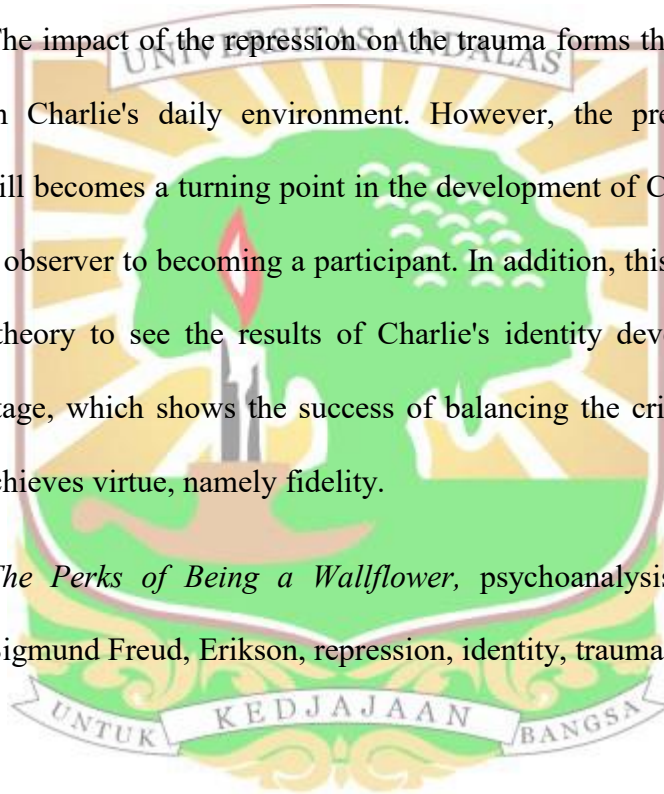 The impact of the repression on the trauma forms th
UNIVERSITAS ANDALAS
n Charlie's daily environment. However, the pre
ill becomes a turning point in the development of C
observer to becoming a participant. In addition, this
theory to see the results of Charlie's identity deve
tage, which shows the success of balancing the cri
chieves virtue, namely fidelity.
The Perks of Being a Wallflower, psychoanalysis
Sigmund Freud, Erikson, repression, identity, trauma
UNTUK KEDJAJAAN BANGSA